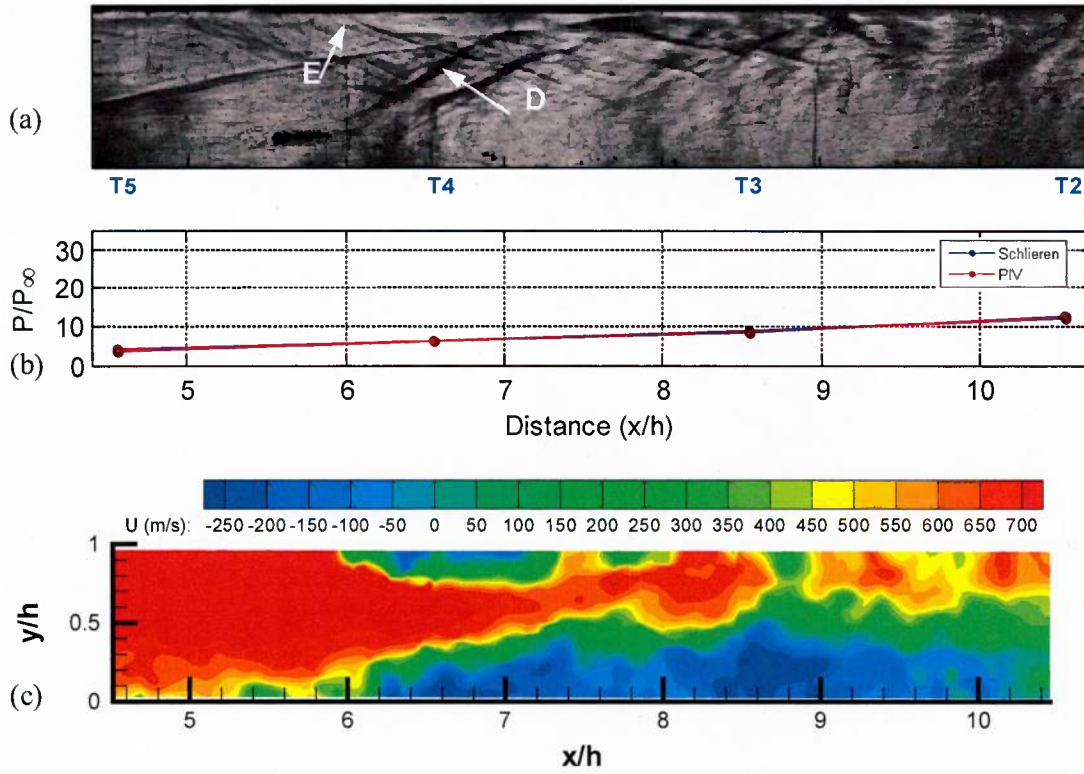 E
D
(a)
T5 T4 T3 T2
P/P∞
30
20
10
0
Schlieren
PIV
(b)
5 6 7 8 9 10
Distance (x/h)
U (m/s): -250 -200 -150 -100 -50 0 50 100 150 200 250 300 350 400 450 500 550 600 650 700
1
0.5
0
y/h
(c)
5 6 7 8 9 10
x/h